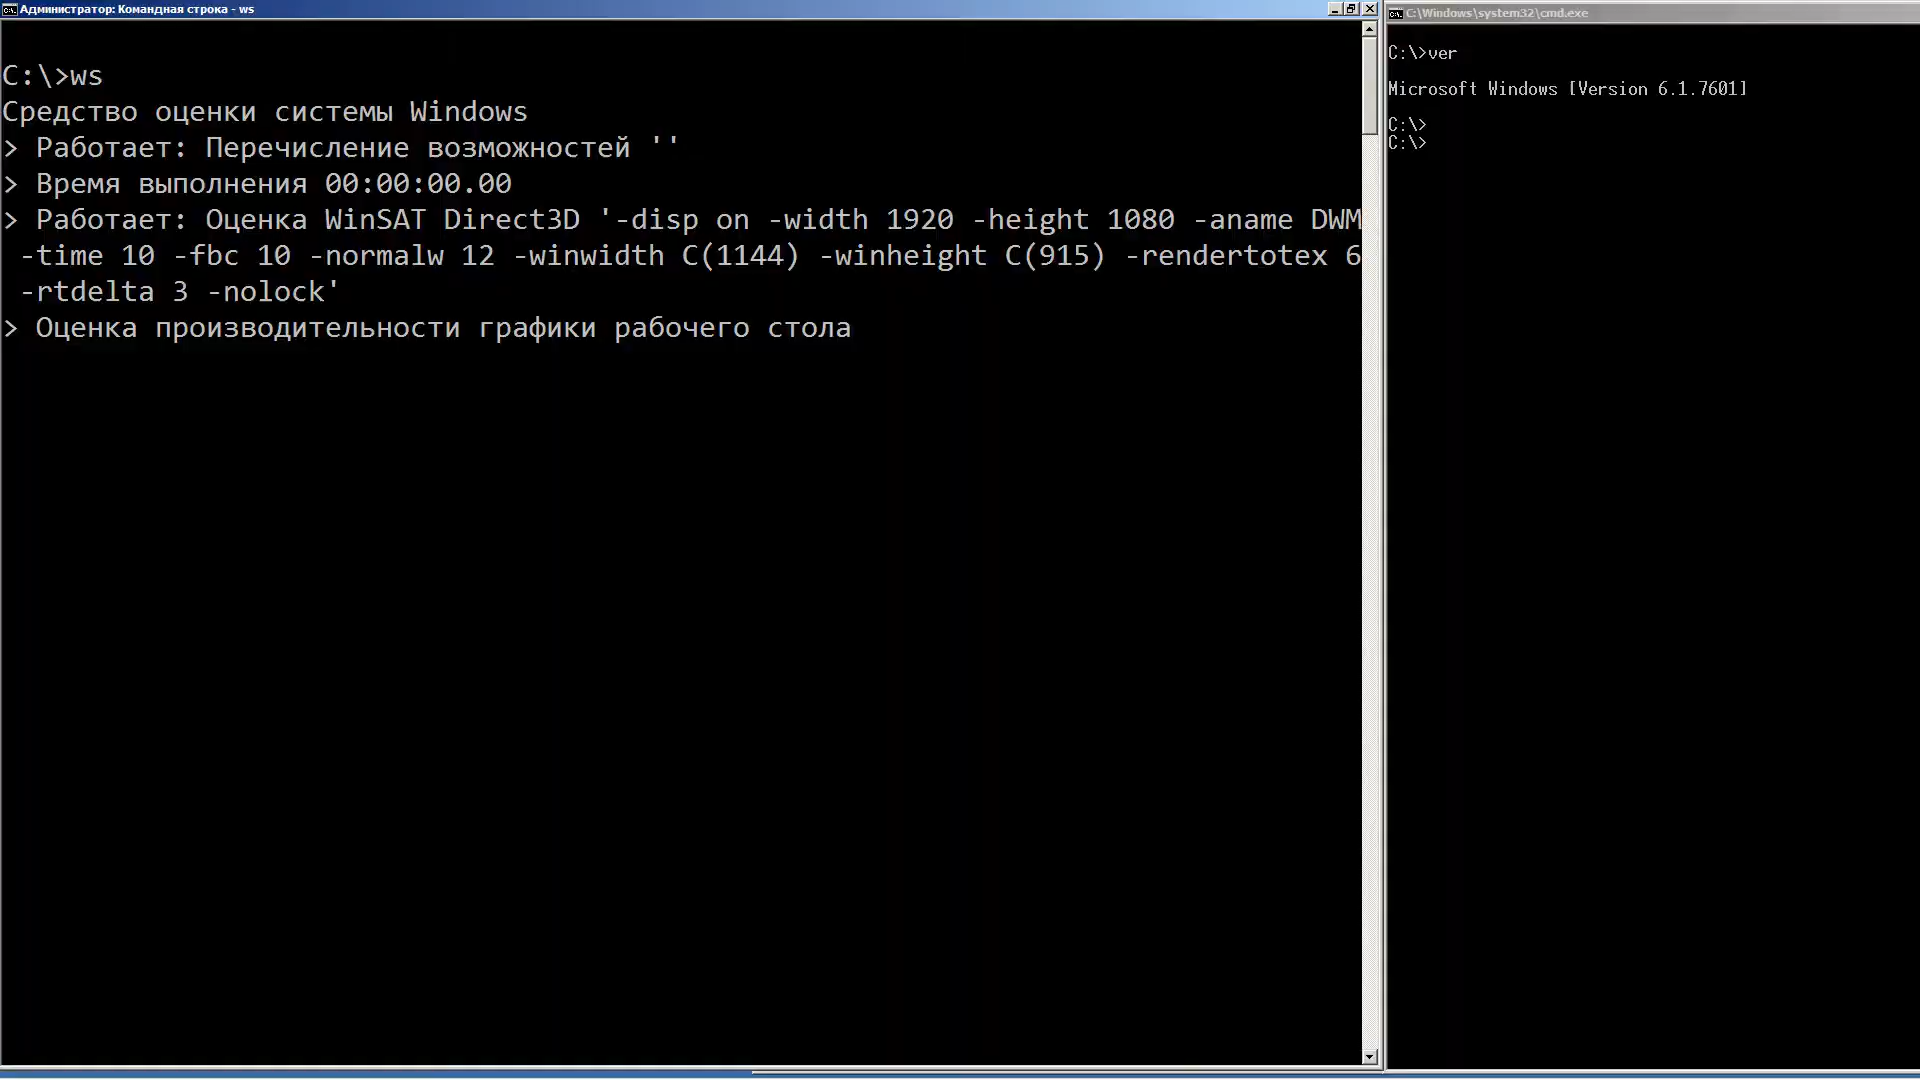 Администратор: Командная строка - ws
C:\>ws
Средство оценки системы Windows
> Работает: Перечисление возможностей ''
> Время выполнения 00:00:00.00
> Работает: Оценка WinSAT Direct3D '-disp on -width 1920 -height 1080 -aname DWM
-time 10 -fbc 10 -normalw 12 -winwidth C(1144) -winheight C(915) -rendertotex 6
-rtdelta 3 -nolock'
> Оценка производительности графики рабочего стола
C:\Windows\system32\cmd.exe
C:\>ver
Microsoft Windows [Version 6.1.7601]
C:\>
C:\>